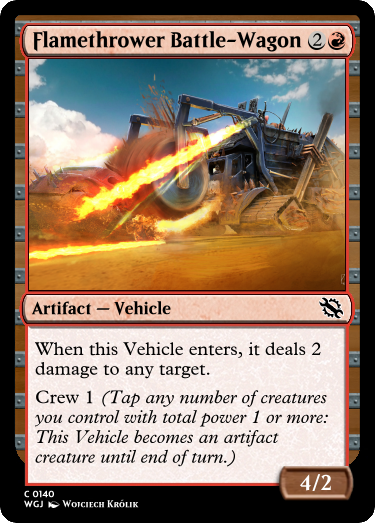 Flamethrower Battle-Wagon 2
Artifact — Vehicle
When this Vehicle enters, it deals 2
damage to any target.
Crew 1 (Tap any number of creatures
you control with total power 1 or more:
This Vehicle becomes an artifact
creature until end of turn.)
4/2
C 0140
WGJ Wojciech Królik